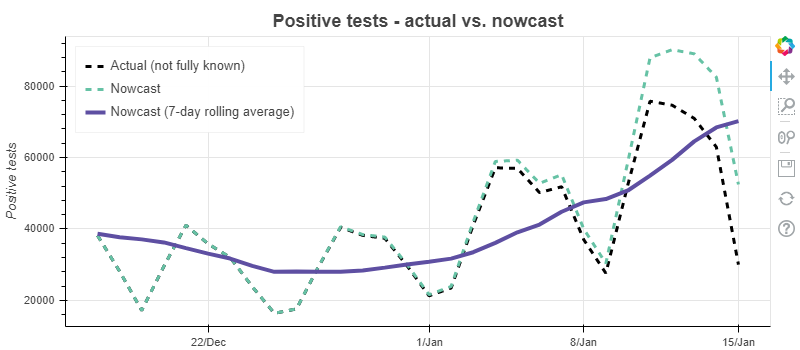 Positive tests - actual vs. nowcast
Actual (not fully known)
Nowcast
Nowcast (7-day rolling average)
Positive tests
80000
60000
40000
20000
22/Dec
1/Jan
8/Jan
15/Jan